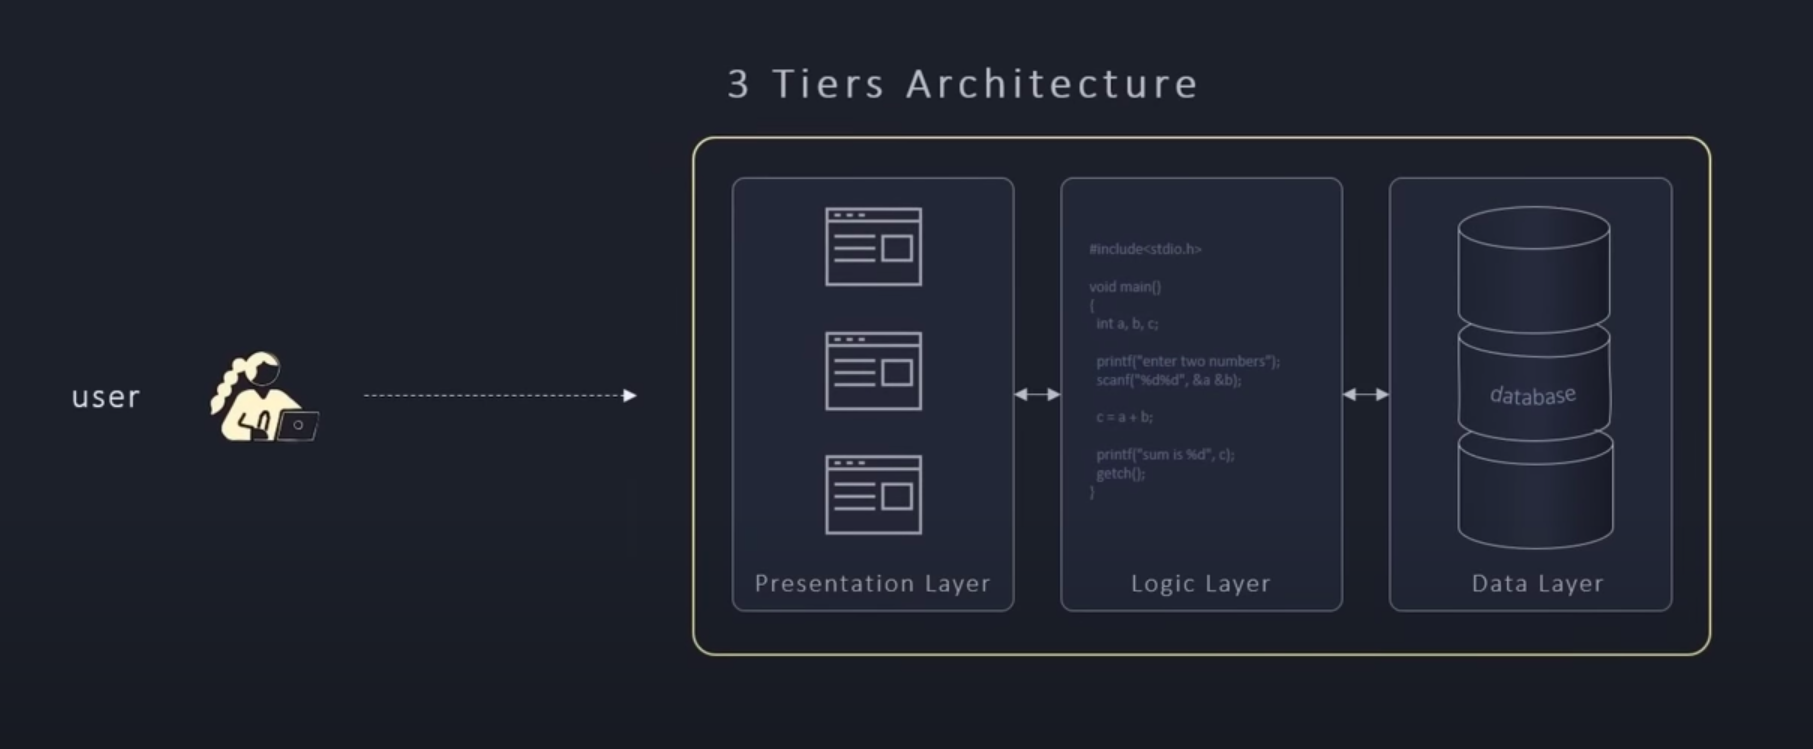 3 Tiers Architecture
user
#include<stdio.h>
void main()
{
int a, b, c;
printf("enter two numbers");
scanf("%d%d", &a &b);
c = a + b;
printf("sum is %d", c);
getch();
}
database
Presentation Layer
Logic Layer
Data Layer